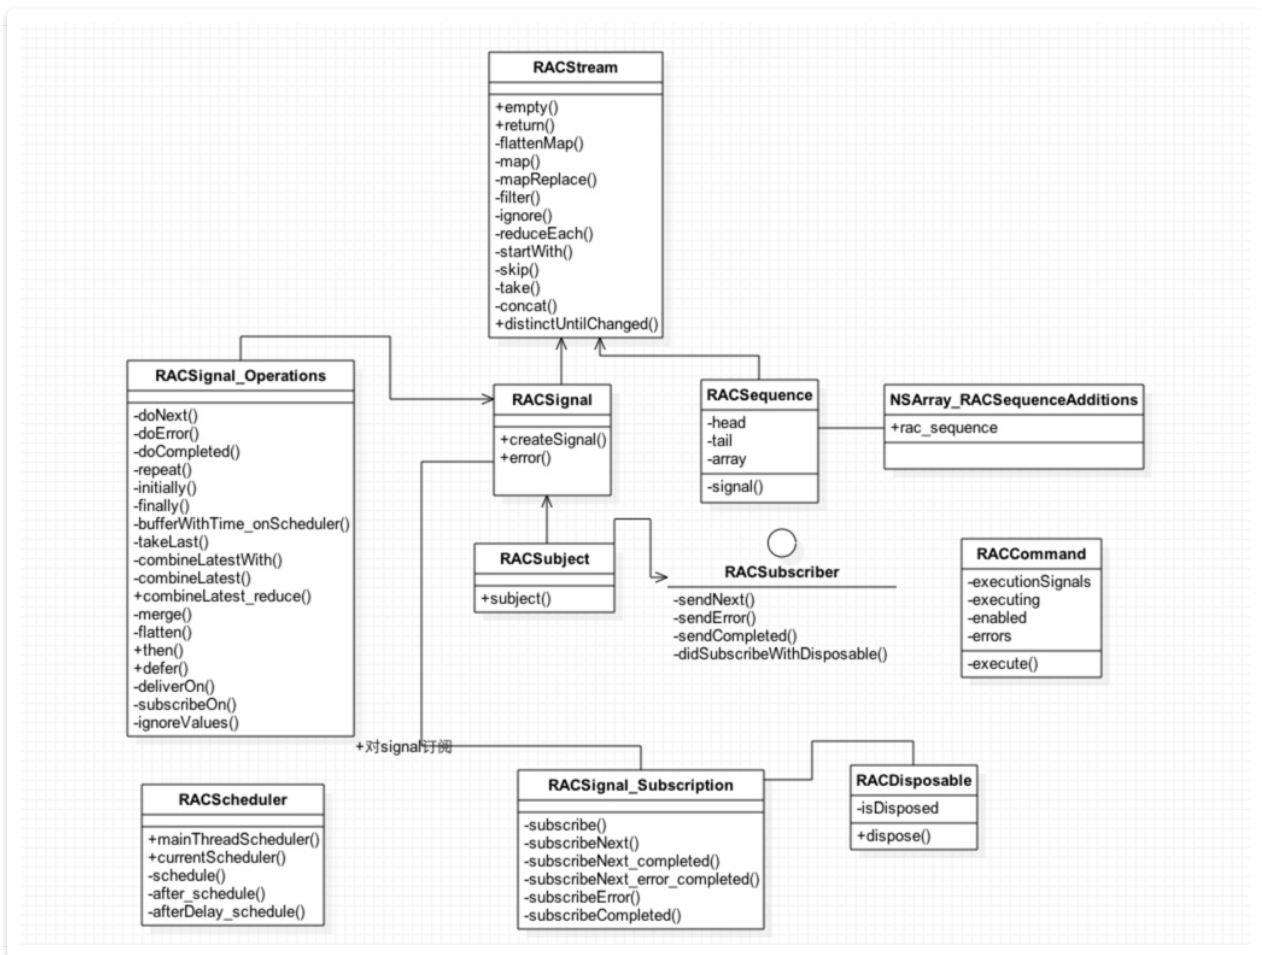 RACStream
+empty()
+return()
-flattenMap()
-map()
-mapReplace()
-filter()
-ignore()
-reduceEach()
-startWith()
-skip()
-take()
-concat()
+distinctUntilChanged()
RACSignal_Operations
-doNext()
-doError()
-doCompleted()
-repeat()
-initially()
-finally()
-bufferWithTime_onScheduler()
-takeLast()
-combineLatestWith()
-combineLatest()
+combineLatest_reduce()
-merge()
-flatten()
+then()
+defer()
-deliverOn()
-subscribeOn()
-ignoreValues()
RACSignal
+createSignal()
+error()
RACSequence
-head
-tail
-array
-signal()
NSArray_RACSequenceAdditions
+rac_sequence
RACSubject
+subject()
RACSubscriber
-sendNext()
-sendError()
-sendCompleted()
-didSubscribeWithDisposable()
RACCommand
-executionSignals
-executing
-enabled
-errors
-execute()
+对signal订阅
RACScheduler
+mainThreadScheduler()
+currentScheduler()
-schedule()
-after_schedule()
-afterDelay_schedule()
RACSignal_Subscription
-subscribe()
-subscribeNext()
-subscribeNext_completed()
-subscribeNext_error_completed()
-subscribeError()
-subscribeCompleted()
RACDisposable
-isDisposed
+dispose()